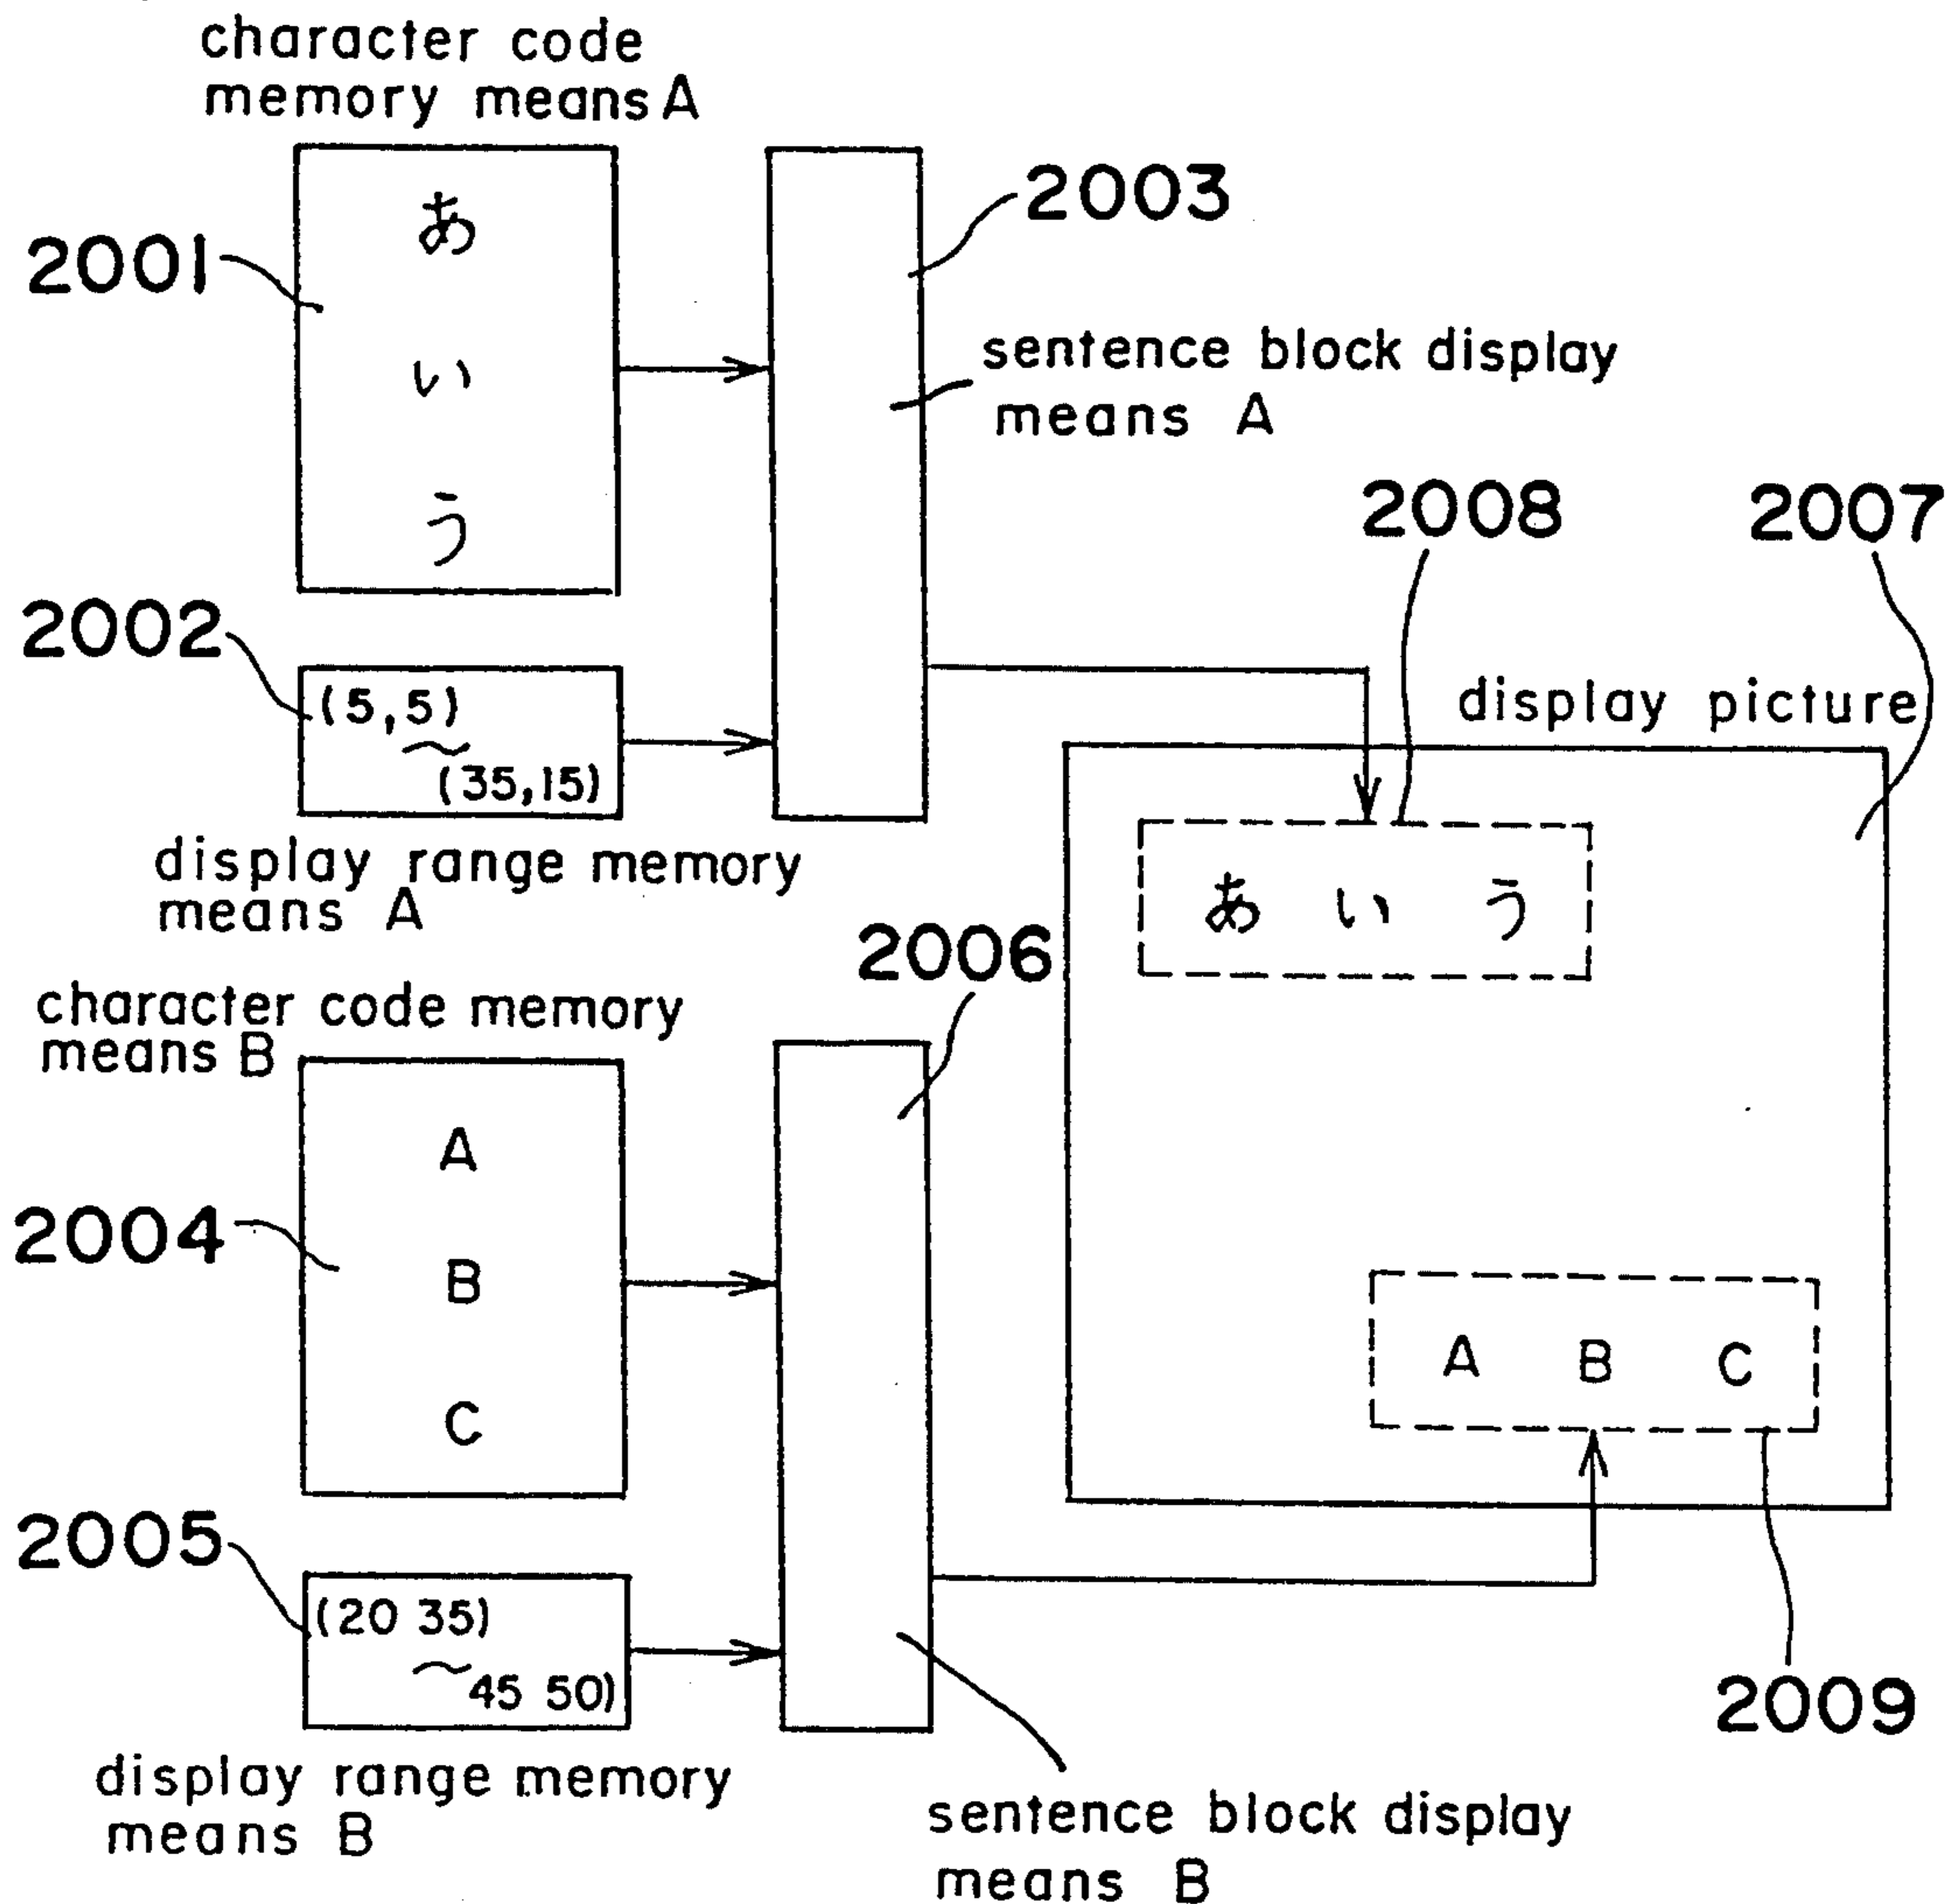 character code
memory means A
2001
あ
い
う
2003
sentence block display
means A
2002
(5,5)
~
(35,15)
display range memory
means A
2008
2007
display picture
あ い う
2006
character code memory
means B
2004
A
B
C
A B C
2005
(20 35)
~
45 50)
display range memory
means B
2009
sentence block display
means B